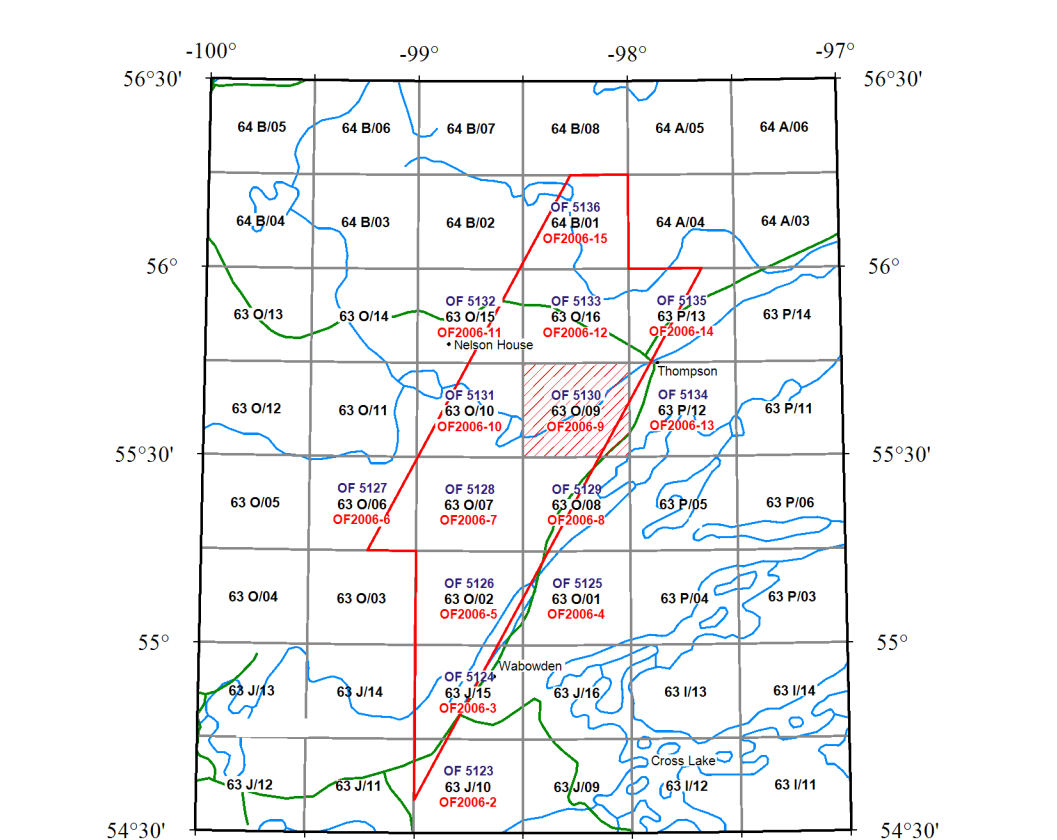 -100° -99° -98° -97°
56°30' 56°30'
64 B/05 64 B/06 64 B/07 64 B/08 64 A/05 64 A/06
OF 5136
64 B/04 64 B/03 64 B/02 64 B/01 64 A/04 64 A/03
OF2006-15
56° 56°
OF 5132 OF 5133 OF 5135
63 O/13 63 O/14 63 O/15 63 O/16 63 P/13 63 P/14
OF2006-11 OF2006-12 OF2006-14
Nelson House
Thompson
OF 5131 OF 5130 OF 5134
63 O/12 63 O/11 63 O/10 63 O/09 63 P/12 63 P/11
OF2006-10 OF2006-9 OF2006-13
55°30' 55°30'
OF 5127 OF 5128 OF 5129
63 O/05 63 O/06 63 O/07 63 O/08 63 P/05 63 P/06
OF2006-6 OF2006-7 OF2006-8
OF 5126 OF 5125
63 O/04 63 O/03 63 O/02 63 O/01 63 P/04 63 P/03
OF2006-5 OF2006-4
55° 55°
Wabowden
OF 5124
63 J/13 63 J/14 63 J/15 63 J/16 63 I/13 63 I/14
OF2006-3
Cross Lake
OF 5123
63 J/12 63 J/11 63 J/10 63 J/09 63 I/12 63 I/11
OF2006-2
54°30' 54°30'